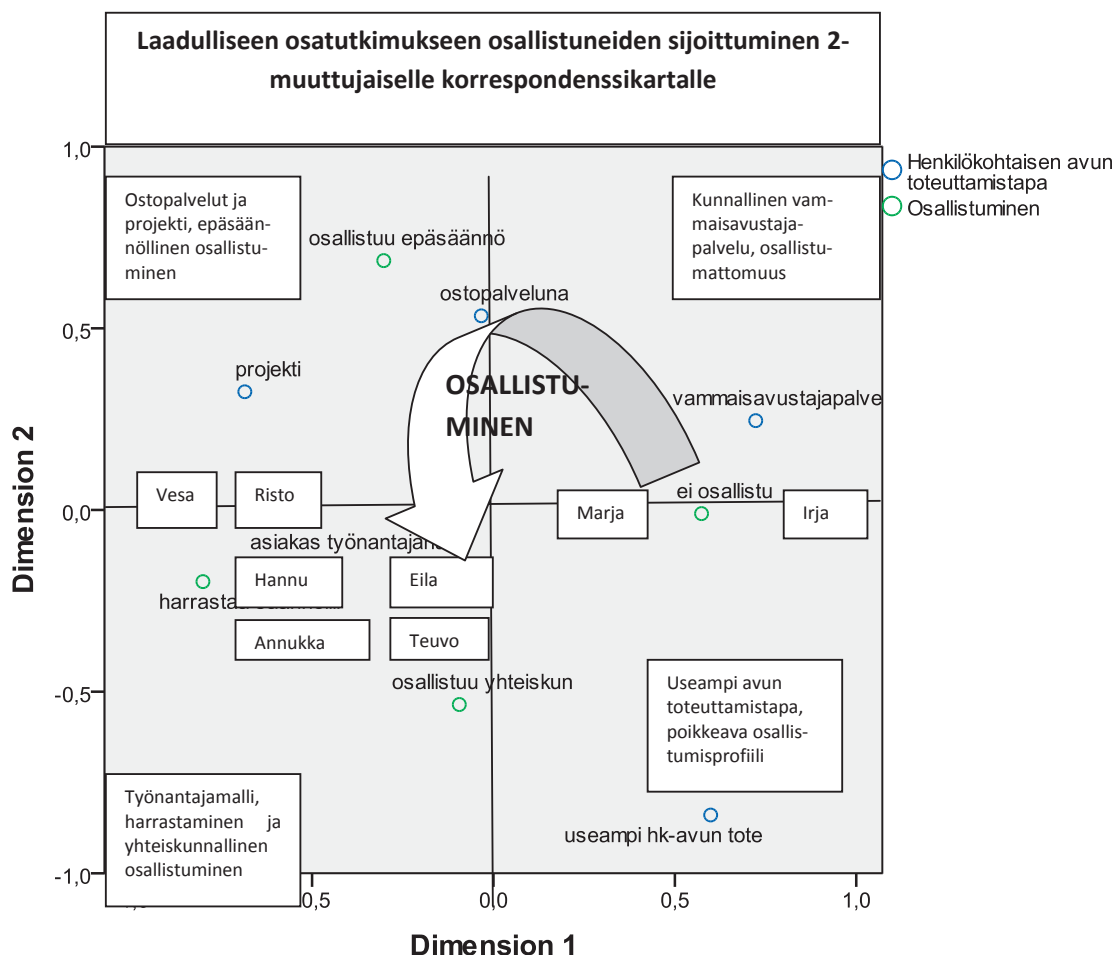 Laadulliseen osatutkimukseen osallistuneiden sijoittuminen 2-
muuttujaiselle korrespondenssikartalle
Henkilökohtaisen avun
toteuttamistapa
Osallistuminen
1,0
0,5
0,0
-0,5
-1,0
Dimension 2
Ostopalvelut ja
projekti, epäsään-
nöllinen osallistu-
minen
Kunnallinen vam-
maisavustaja-
palvelu, osallistu-
mattomuus
osallistuu epäsäännö
ostopalveluna
projekti
OSALLISTU-
MINEN
vammaisavustajapalve
Vesa
Risto
ei osallistu
Marja
Irja
asiakas
Hannu
Eila
Annukka
Teuvo
osallistuu yhteiskun
Useampi avun
toteuttamistapa,
poikkeava osallis-
tumisprofiili
Työnantajamalli,
harrastaminen ja
yhteiskunnallinen
osallistuminen
useampi hk-avun tote
0,5
0,0
0,5
1,0
Dimension 1